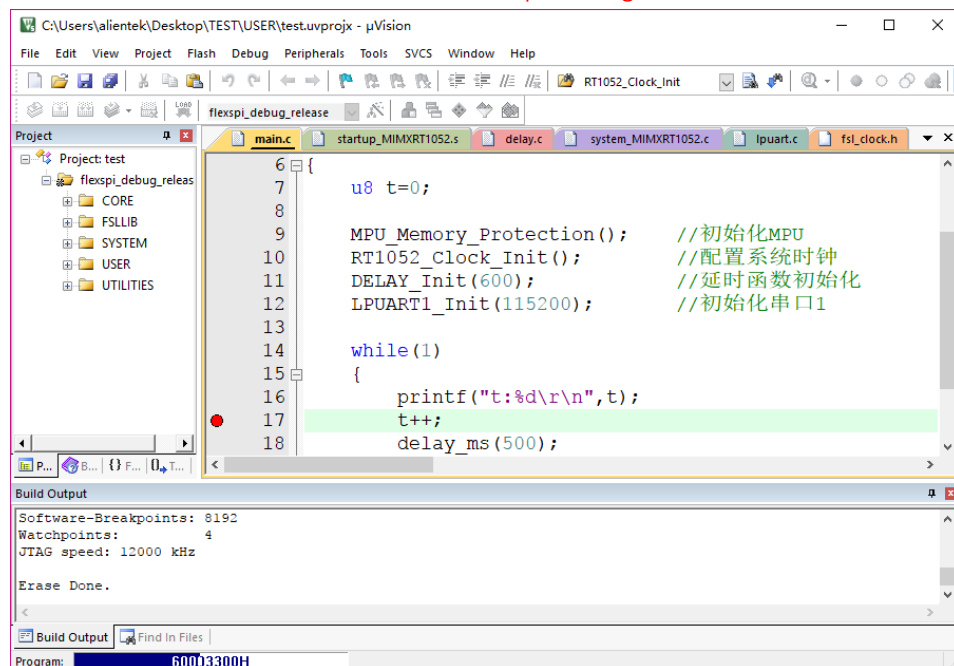 C:\Users\alientek\Desktop\TEST\USER\test.uvprojx - µVision
File Edit View Project Flash Debug Peripherals Tools SVCS Window Help
RT1052_Clock_Init
LOAD
flexspi_debug_release
Project
main.c startup_MIMXRT1052.s delay.c system_MIMXRT1052.c lpuart.c fsl_clock.h
Project: test
flexspi_debug_releas
CORE
FSLLIB
SYSTEM
USER
UTILITIES
6 {
7 u8 t=0;
8
9 MPU_Memory_Protection(); //初始化MPU
10 RT1052_Clock_Init(); //配置系统时钟
11 DELAY_Init(600); //延时函数初始化
12 LPUART1_Init(115200); //初始化串口1
13
14 while(1)
15 {
16 printf("t:%d\r\n",t);
17 t++;
18 delay_ms(500);
P... B... {} F... 0→ T...
Build Output
Software-Breakpoints: 8192
Watchpoints: 4
JTAG speed: 12000 kHz
Erase Done.
Build Output Find In Files
Program: 60003300H